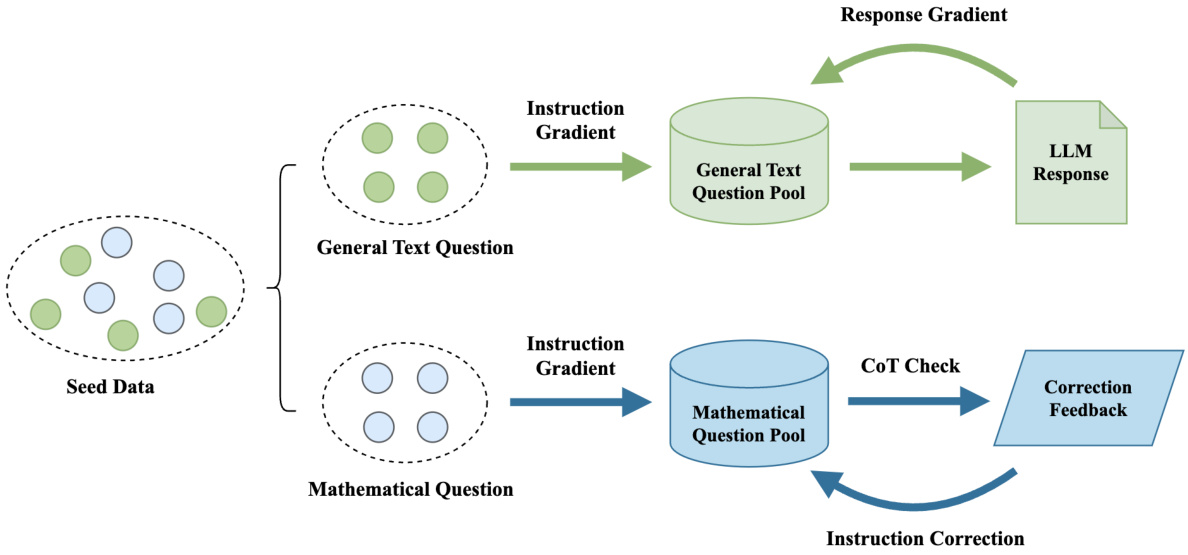 Response Gradient
Instruction
Gradient
General Text
Question Pool
LLM
Response
General Text Question
Seed Data
Instruction
Gradient
Mathematical
Question Pool
CoT Check
Correction
Feedback
Mathematical Question
Instruction Correction